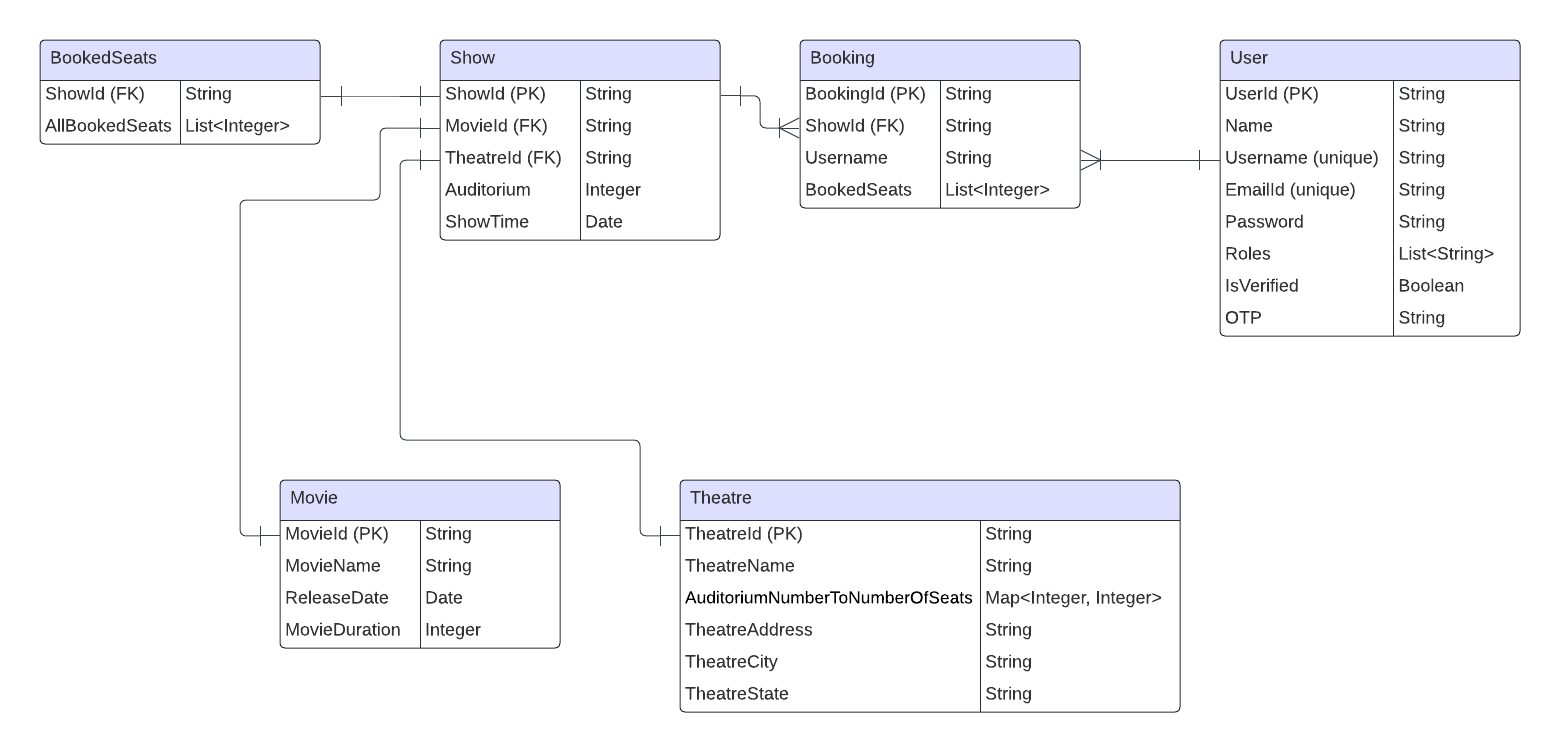 BookedSeats
ShowId (FK) String
AllBookedSeats List<Integer>
Show
ShowId (PK) String
MovieId (FK) String
TheatreId (FK) String
Auditorium Integer
ShowTime Date
Booking
BookingId (PK) String
ShowId (FK) String
Username String
BookedSeats List<Integer>
User
UserId (PK) String
Name String
Username (unique) String
EmailId (unique) String
Password String
Roles List<String>
IsVerified Boolean
OTP String
Movie
MovieId (PK) String
MovieName String
ReleaseDate Date
MovieDuration Integer
Theatre
TheatreId (PK) String
TheatreName String
AuditoriumNumberToNumberOfSeats Map<Integer, Integer>
TheatreAddress String
TheatreCity String
TheatreState String